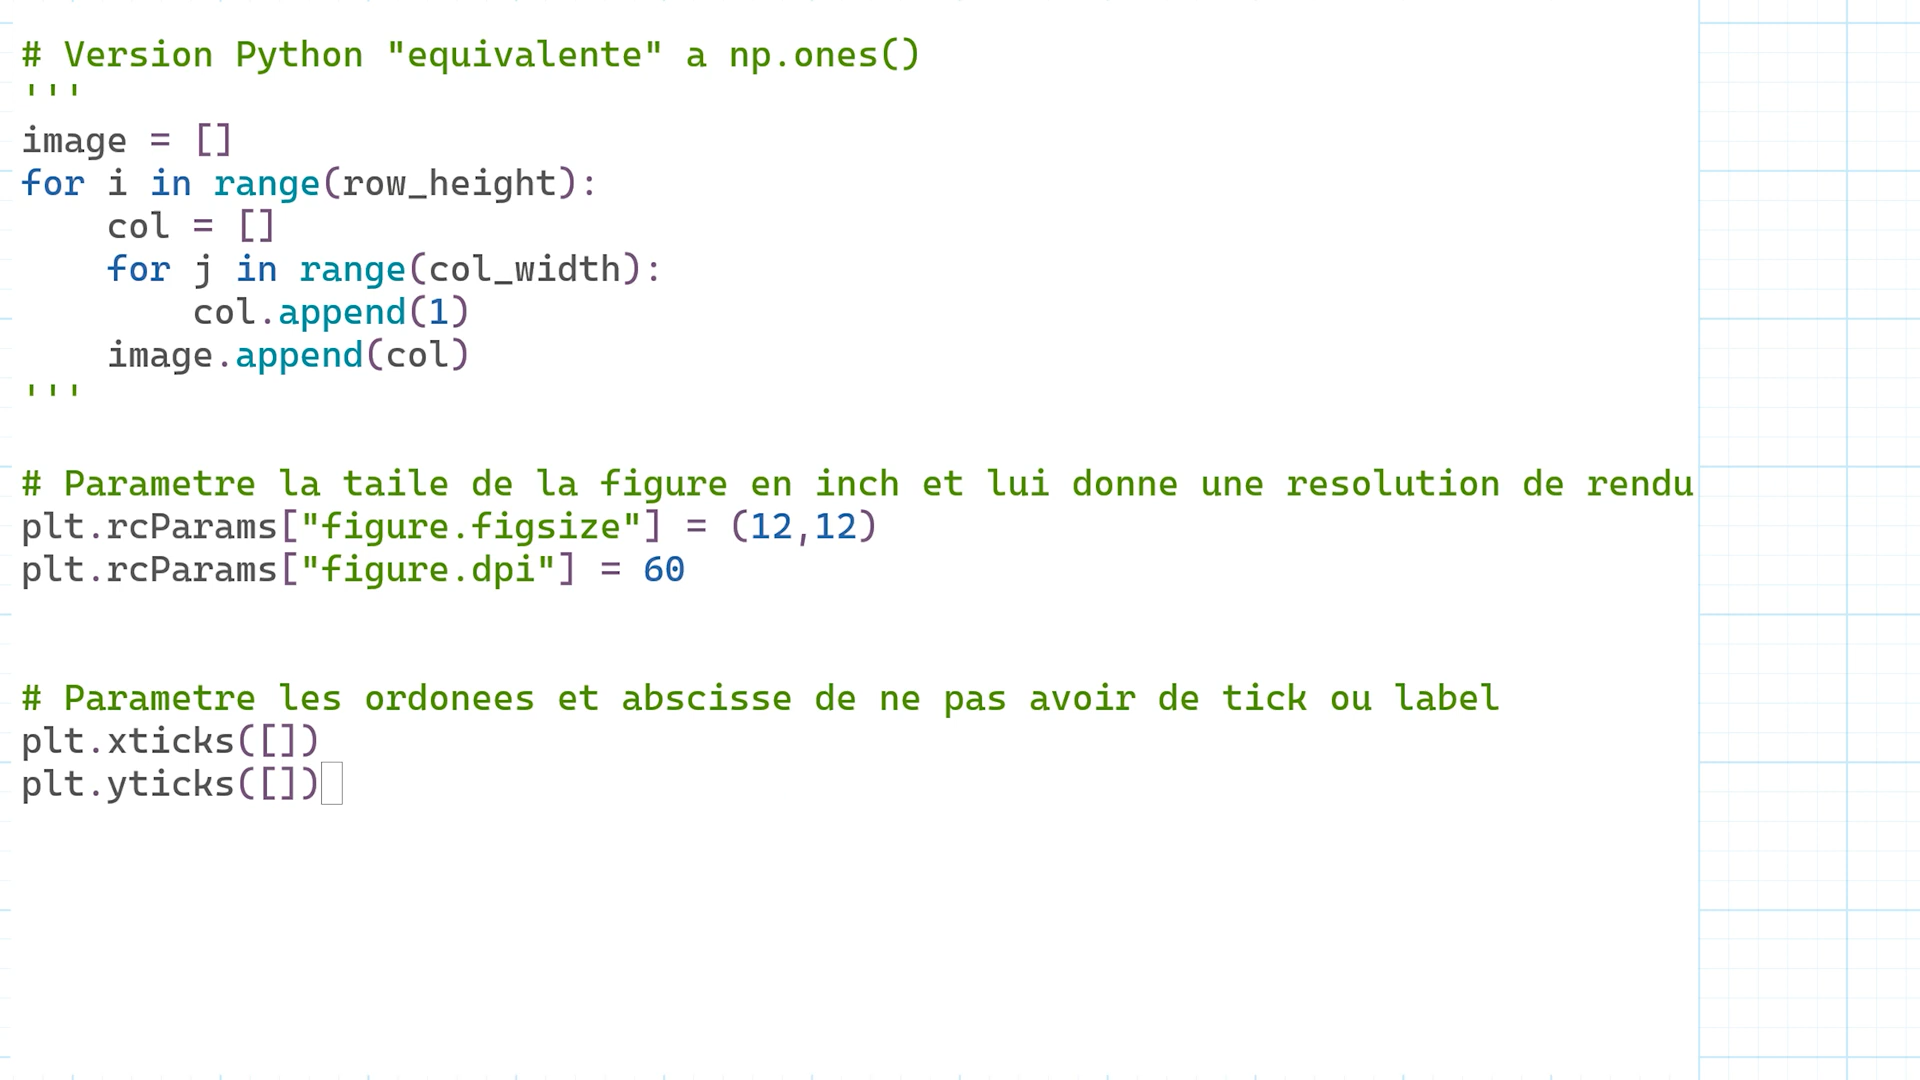 # Version Python "equivalente" a np.ones()
'''
image = []
for i in range(row_height):
    col = []
    for j in range(col_width):
        col.append(1)
    image.append(col)
'''
# Parametre la taile de la figure en inch et lui donne une resolution de rendu
plt.rcParams["figure.figsize"] = (12,12)
plt.rcParams["figure.dpi"] = 60
# Parametre les ordonees et abscisse de ne pas avoir de tick ou label
plt.xticks([])
plt.yticks([])